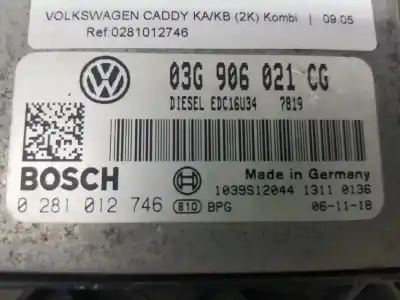 VOLKSWAGEN CADDY KA/KB (2K) Kombi | 09.05
Ref:0281012746
03G 906 021 CG
DIESEL EDC16U34 7819
BOSCH
Made in Germany
1039S12044 1311 0136
0 281 012 746 810 BPG 06-11-18